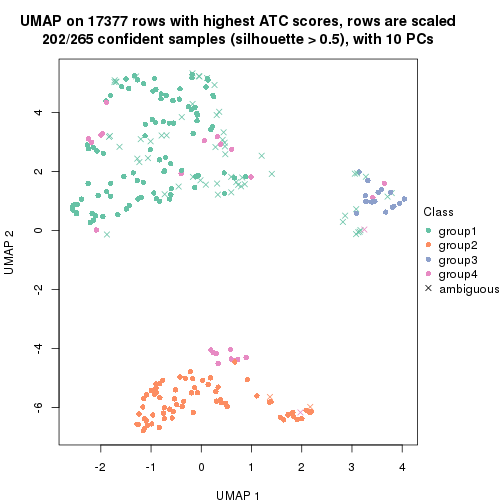 UMAP on 17377 rows with highest ATC scores, rows are scaled
202/265 confident samples (silhouette > 0.5), with 10 PCs
4
2
0
-2
-4
-6
UMAP 2
-2
-1
0
1
2
3
4
UMAP 1
Class
group1
group2
group3
group4
ambiguous